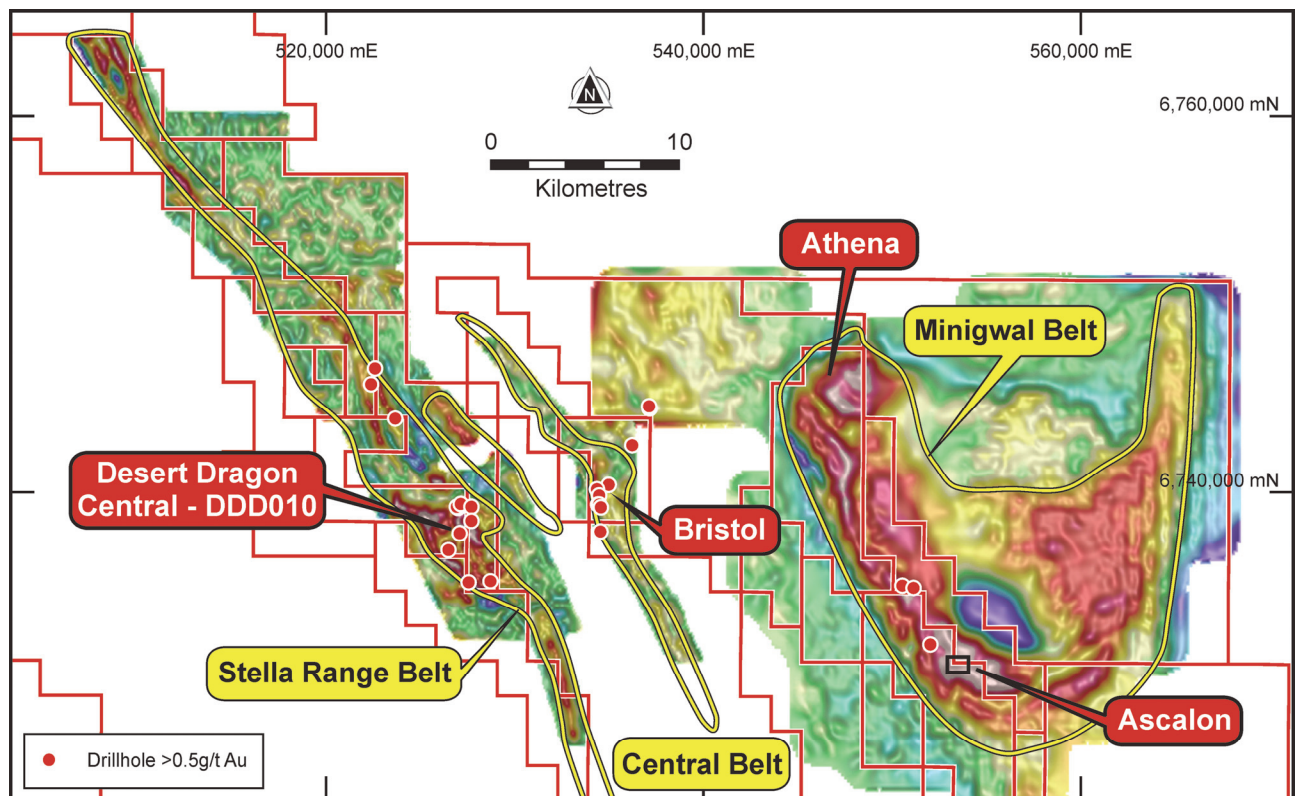 520,000 mE
540,000 mE
560,000 mE
6,760,000 mN
N
0
10
Kilometres
Athena
Minigwal Belt
Desert Dragon
Central - DDD010
6,740,000 mN
Bristol
Stella Range Belt
Ascalon
Central Belt
Drillhole >0.5g/t Au